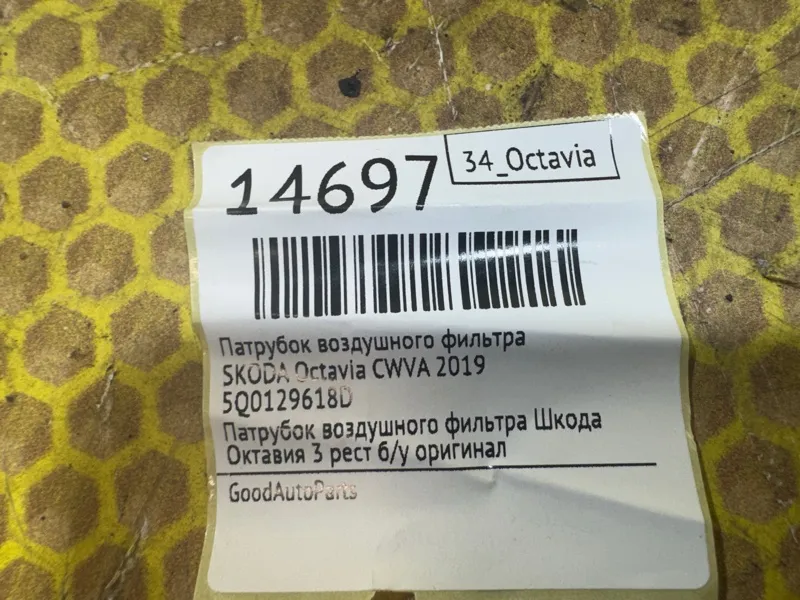 14697
34_Octavia
Патрубок воздушного фильтра
SKODA Octavia CWVA 2019
5Q0129618D
Патрубок воздушного фильтра Шкода
Октавия 3 рест б/у оригинал
GoodAutoParts